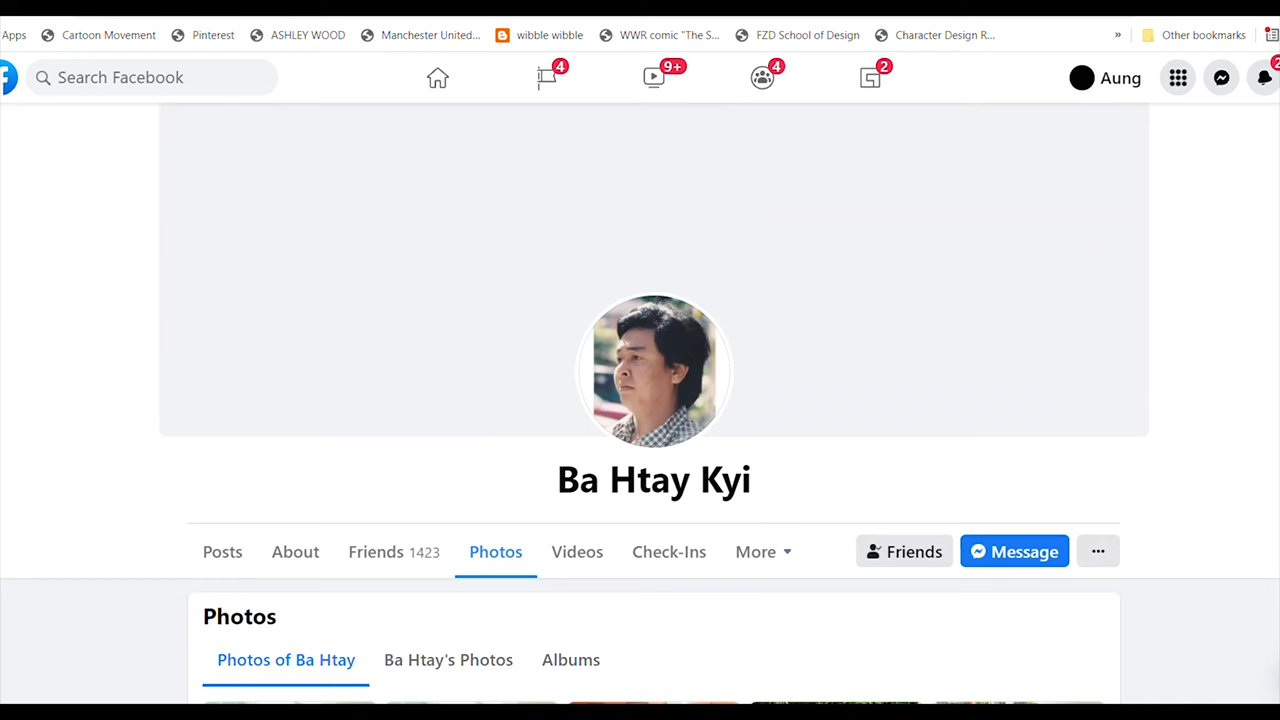 Apps Cartoon Movement Pinterest ASHLEY WOOD Manchester United... wibble wibble WWR comic "The S... FZD School of Design Character Design R... » Other bookmarks
Search Facebook 4 9+ 4 2 Aung 2
Ba Htay Kyi
Posts About Friends 1423 Photos Videos Check-Ins More Friends Message
Photos
Photos of Ba Htay Ba Htay's Photos Albums